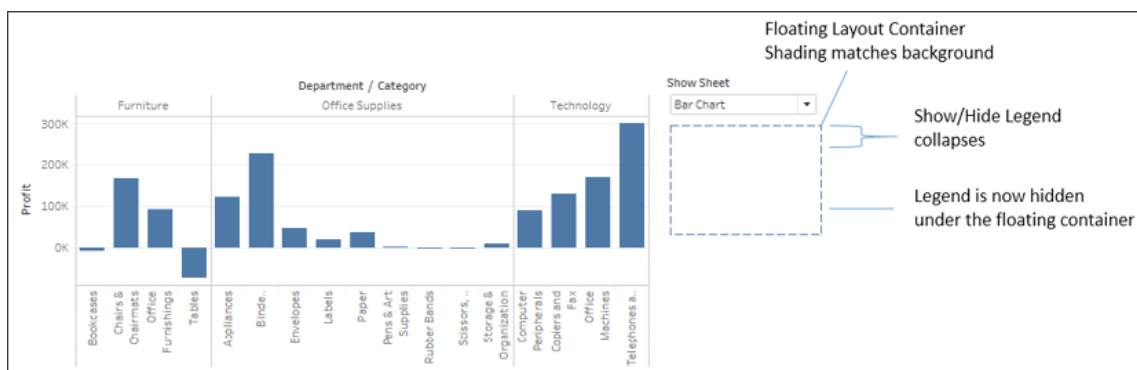 Floating Layout Container
Shading matches background
Department / Category
Furniture
Office Supplies
Technology
Show Sheet
Bar Chart
Show/Hide Legend
collapses
Legend is now hidden
under the floating container
Profit
300K
200K
100K
0K
Bookcases
Chairs &
Chairmats
Office
Furnishings
Tables
Appliances
Binde..
Envelopes
Labels
Paper
Pens & Art
Supplies
Rubber Bands
Scissors, ..
Storage &
Organization
Computer
Peripherals
Copiers and
Fax
Office
Machines
Telephones a..